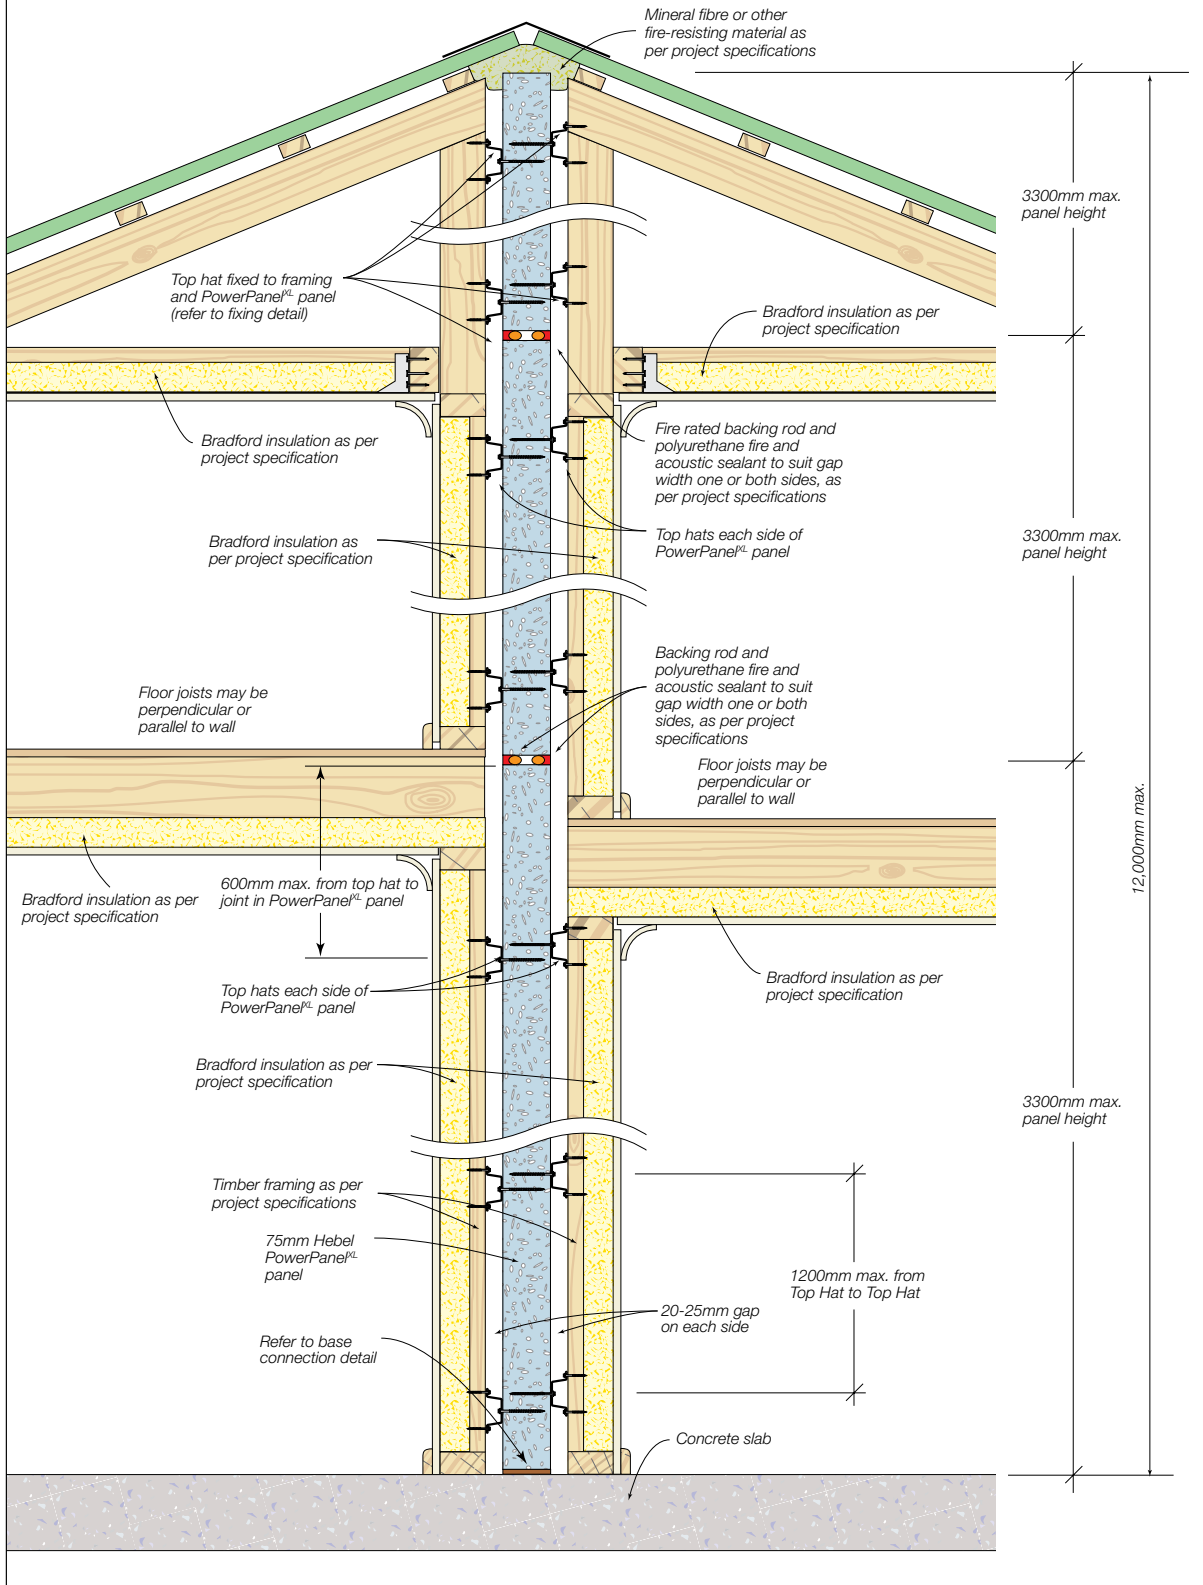 Mineral fibre or other
fire-resisting material as
per project specifications
3300mm max.
panel height
Top hat fixed to framing
and PowerPanelXL panel
(refer to fixing detail)
Bradford insulation as per
project specification
Bradford insulation as per
project specification
Fire rated backing rod and
polyurethane fire and
acoustic sealant to suit gap
width one or both sides, as
per project specifications
Top hats each side of
PowerPanelXL panel
Bradford insulation as
per project specification
3300mm max.
panel height
Backing rod and
polyurethane fire and
acoustic sealant to suit
gap width one or both
sides, as per project
specifications
Floor joists may be
perpendicular or
parallel to wall
Floor joists may be
perpendicular or
parallel to wall
12,000mm max.
600mm max. from top hat to
joint in PowerPanelXL panel
Bradford insulation as per
project specification
Top hats each side of
PowerPanelXL panel
Bradford insulation as per
project specification
Bradford insulation as per
project specification
3300mm max.
panel height
Timber framing as per
project specifications
75mm Hebel
PowerPanelXL
panel
1200mm max. from
Top Hat to Top Hat
20-25mm gap
on each side
Refer to base
connection detail
Concrete slab